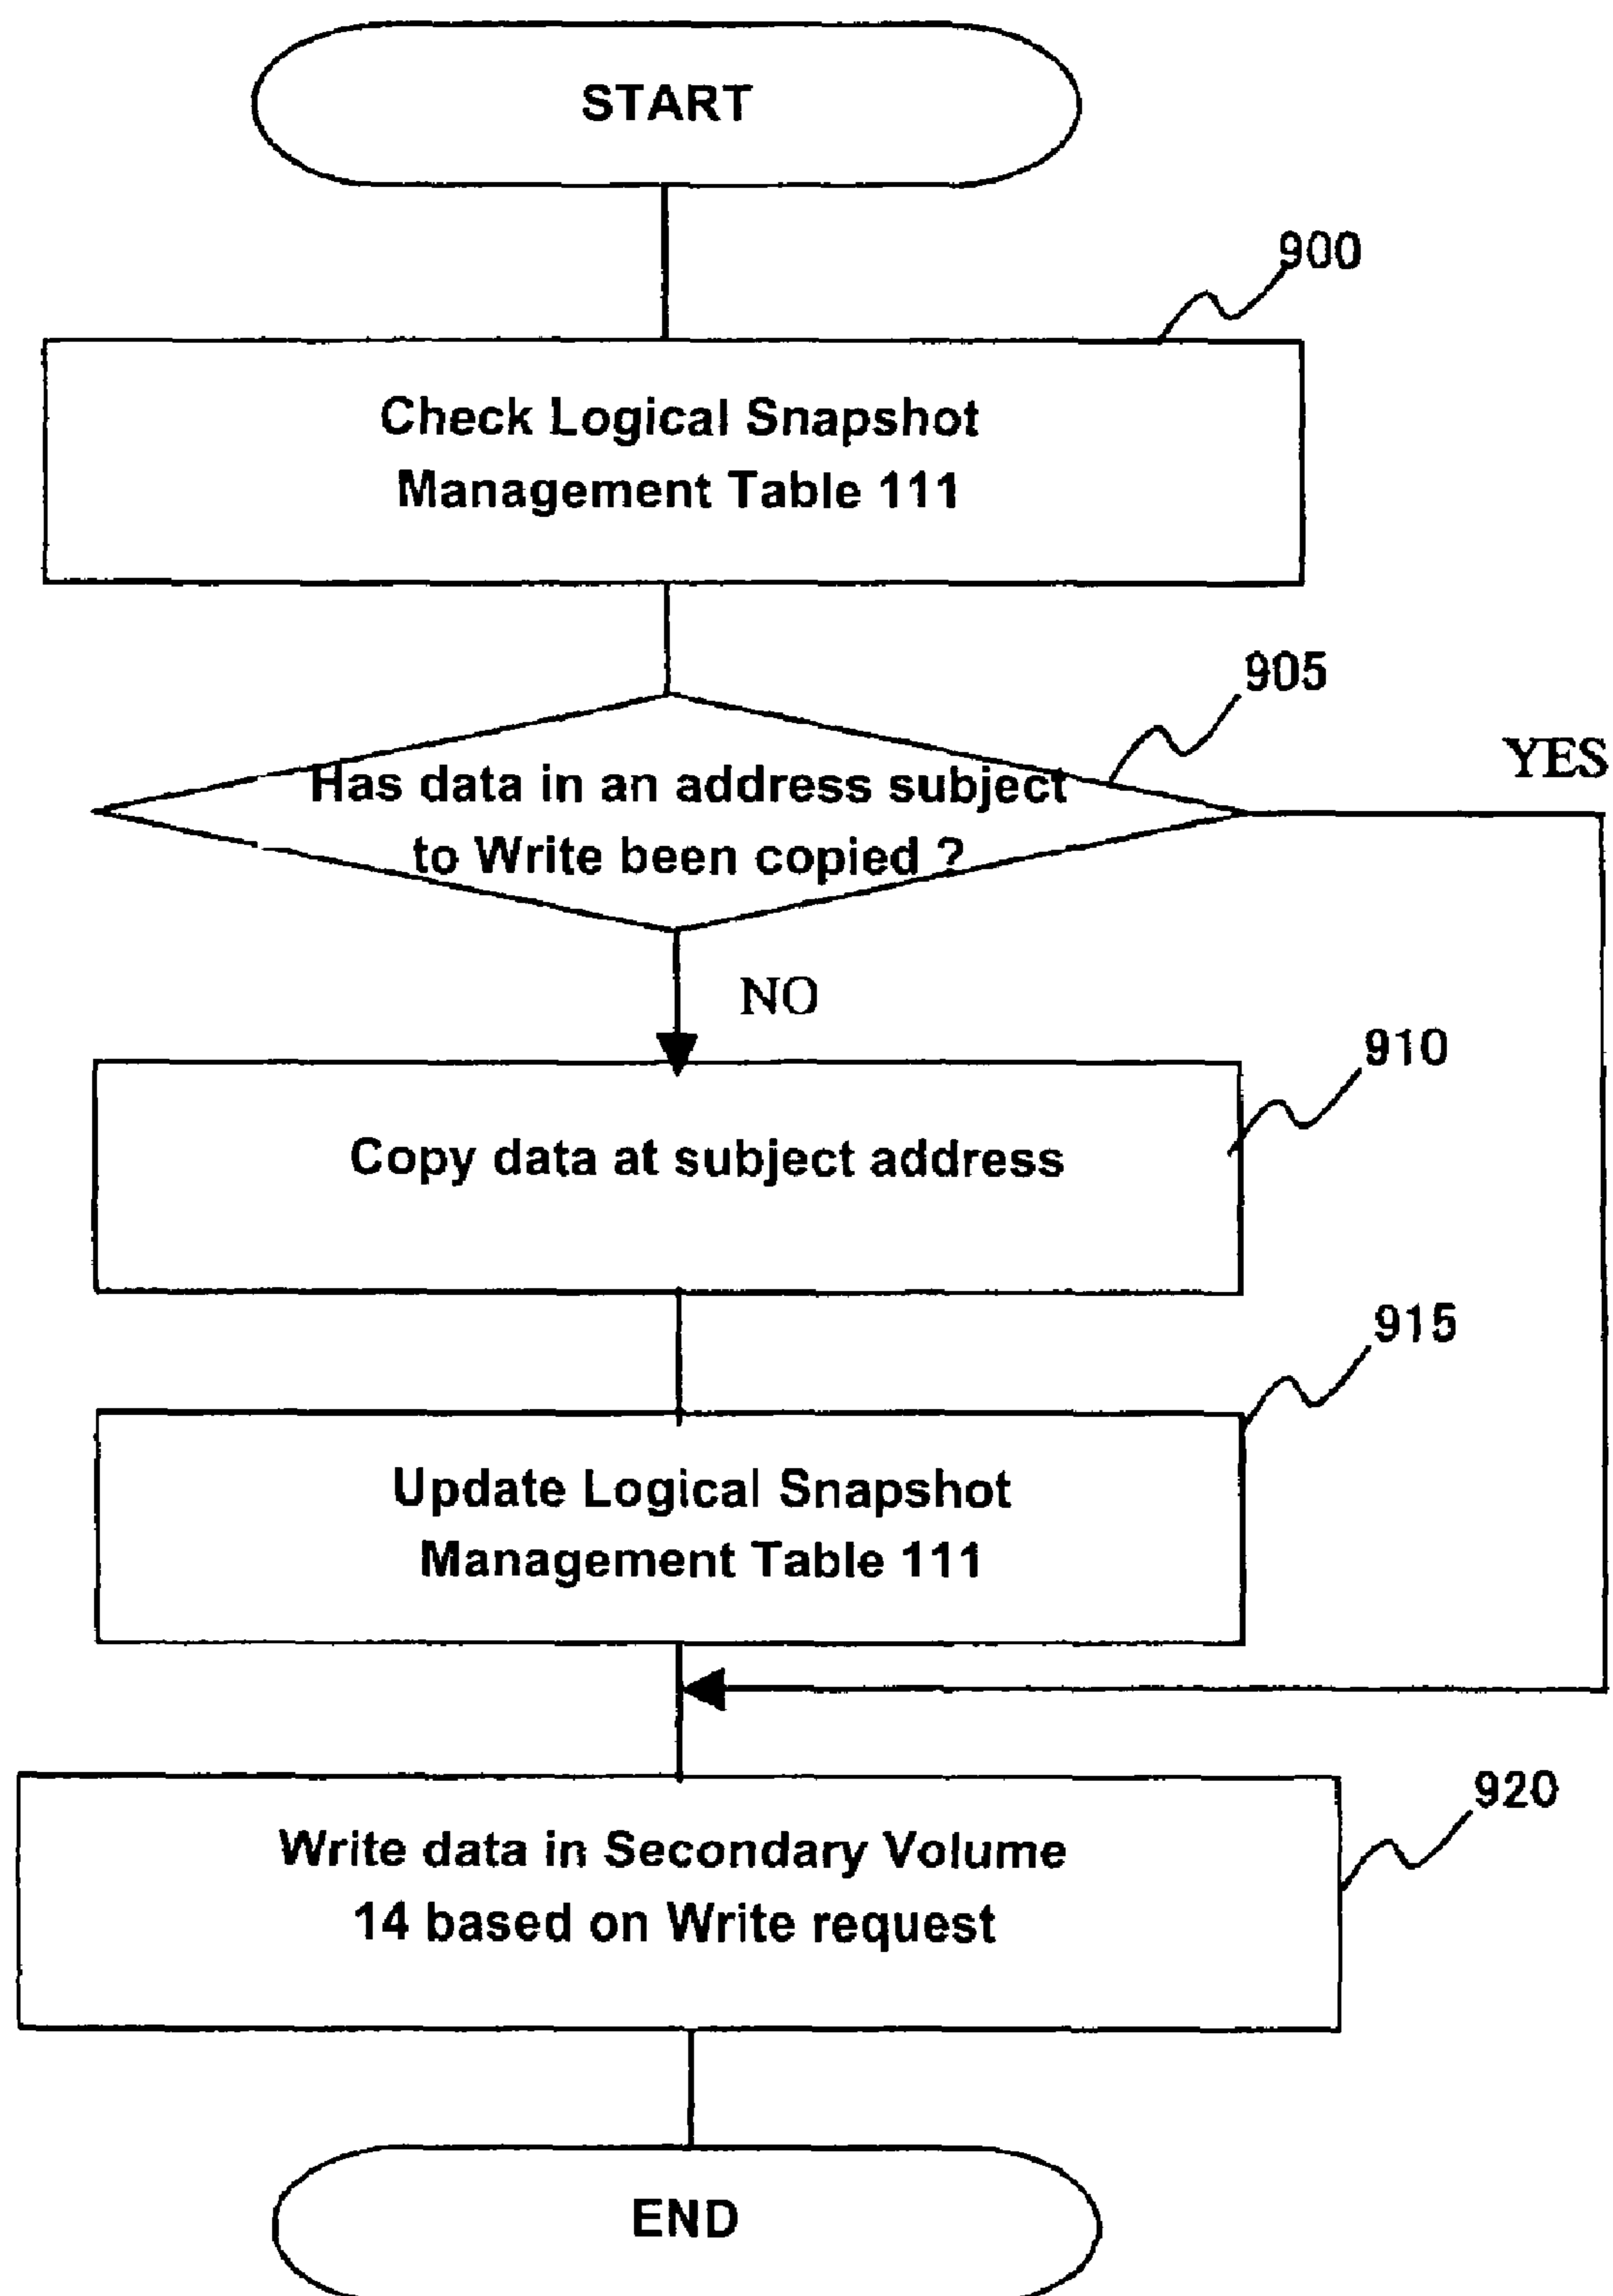 START
900
Check Logical Snapshot
Management Table 111
905
YES
Has data in an address subject
to Write been copied ?
NO
910
Copy data at subject address
915
Update Logical Snapshot
Management Table 111
920
Write data in Secondary Volume
14 based on Write request
END